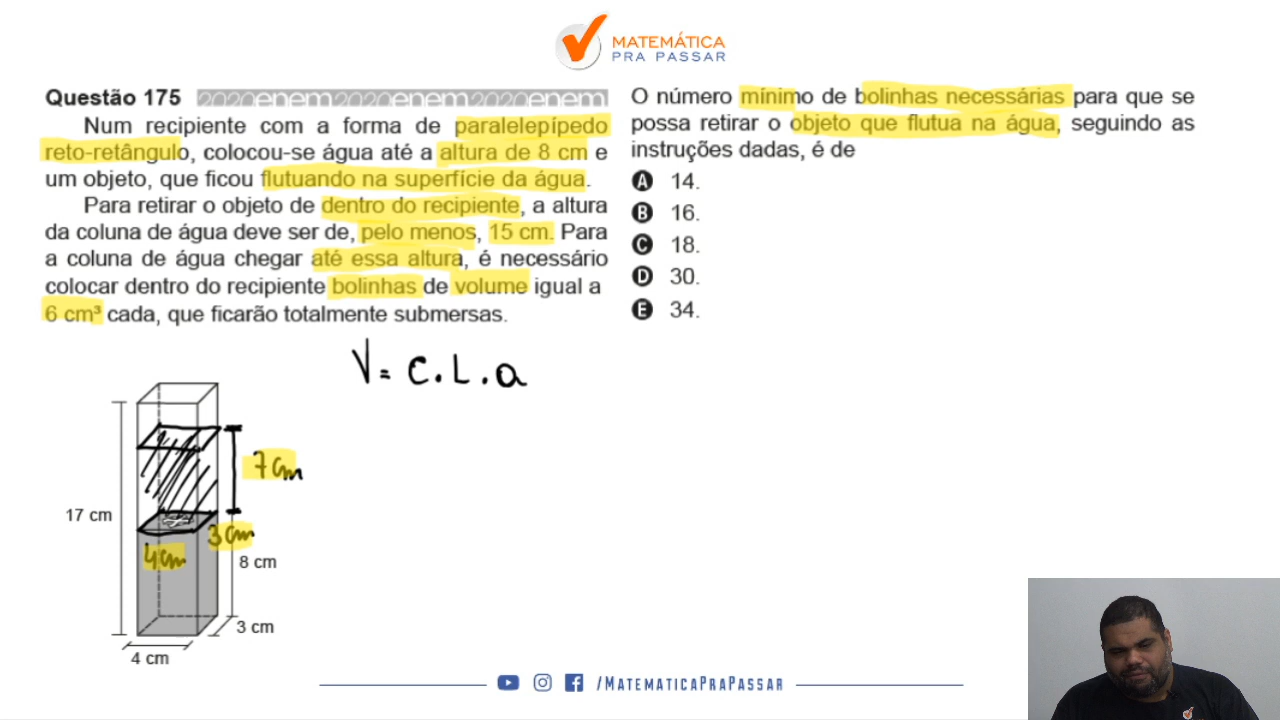 MATEMÁTICA
PRA PASSAR
Questão 175 2020enem2020enem2020enem
Num recipiente com a forma de paralelepípedo
reto-retângulo, colocou-se água até a altura de 8 cm e
um objeto, que ficou flutuando na superfície da água.
Para retirar o objeto de dentro do recipiente, a altura
da coluna de água deve ser de, pelo menos, 15 cm. Para
a coluna de água chegar até essa altura, é necessário
colocar dentro do recipiente bolinhas de volume igual a
6 cm³ cada, que ficarão totalmente submersas.
V= C.L.a
7cm
17 cm
3cm
4cm
8 cm
3 cm
4 cm
O número mínimo de bolinhas necessárias para que se
possa retirar o objeto que flutua na água, seguindo as
instruções dadas, é de
A 14.
B 16.
C 18.
D 30.
E 34.
/MATEMATICAPRAPASSAR